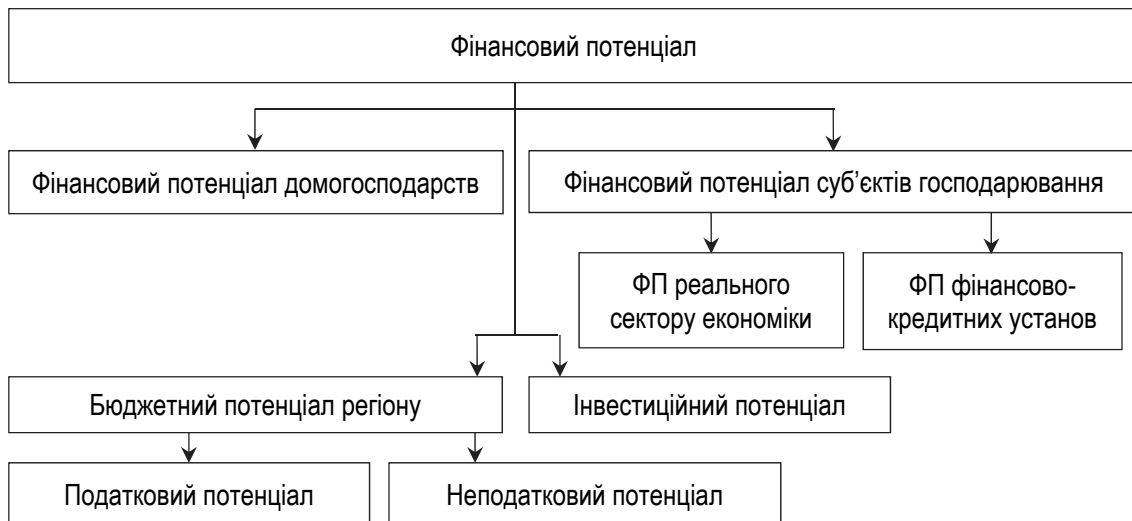 Фінансовий потенціал
Фінансовий потенціал домогосподарств
Фінансовий потенціал суб’єктів господарювання
ФП реального
сектору економіки
ФП фінансово-
кредитних установ
Бюджетний потенціал регіону
Інвестиційний потенціал
Податковий потенціал
Неподатковий потенціал